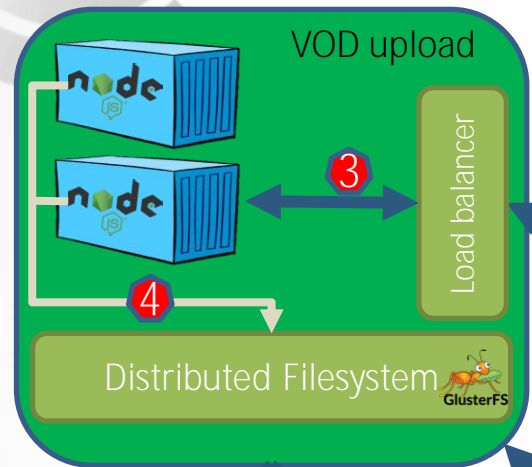 VOD upload
node
JS
node
JS
3
Load balancer
4
Distributed Filesystem
GlusterFS